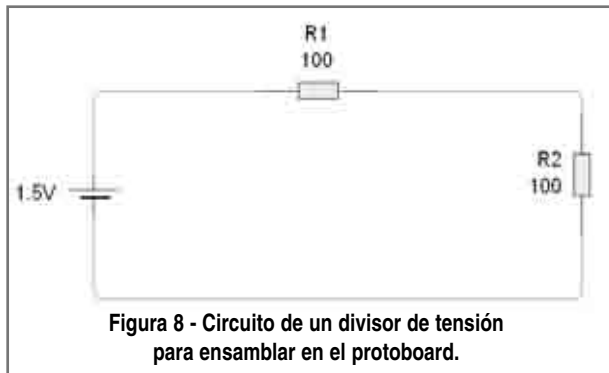 R1
100
R2
100
1.5V
Figura 8 - Circuito de un divisor de tensión
para ensamblar en el protoboard.